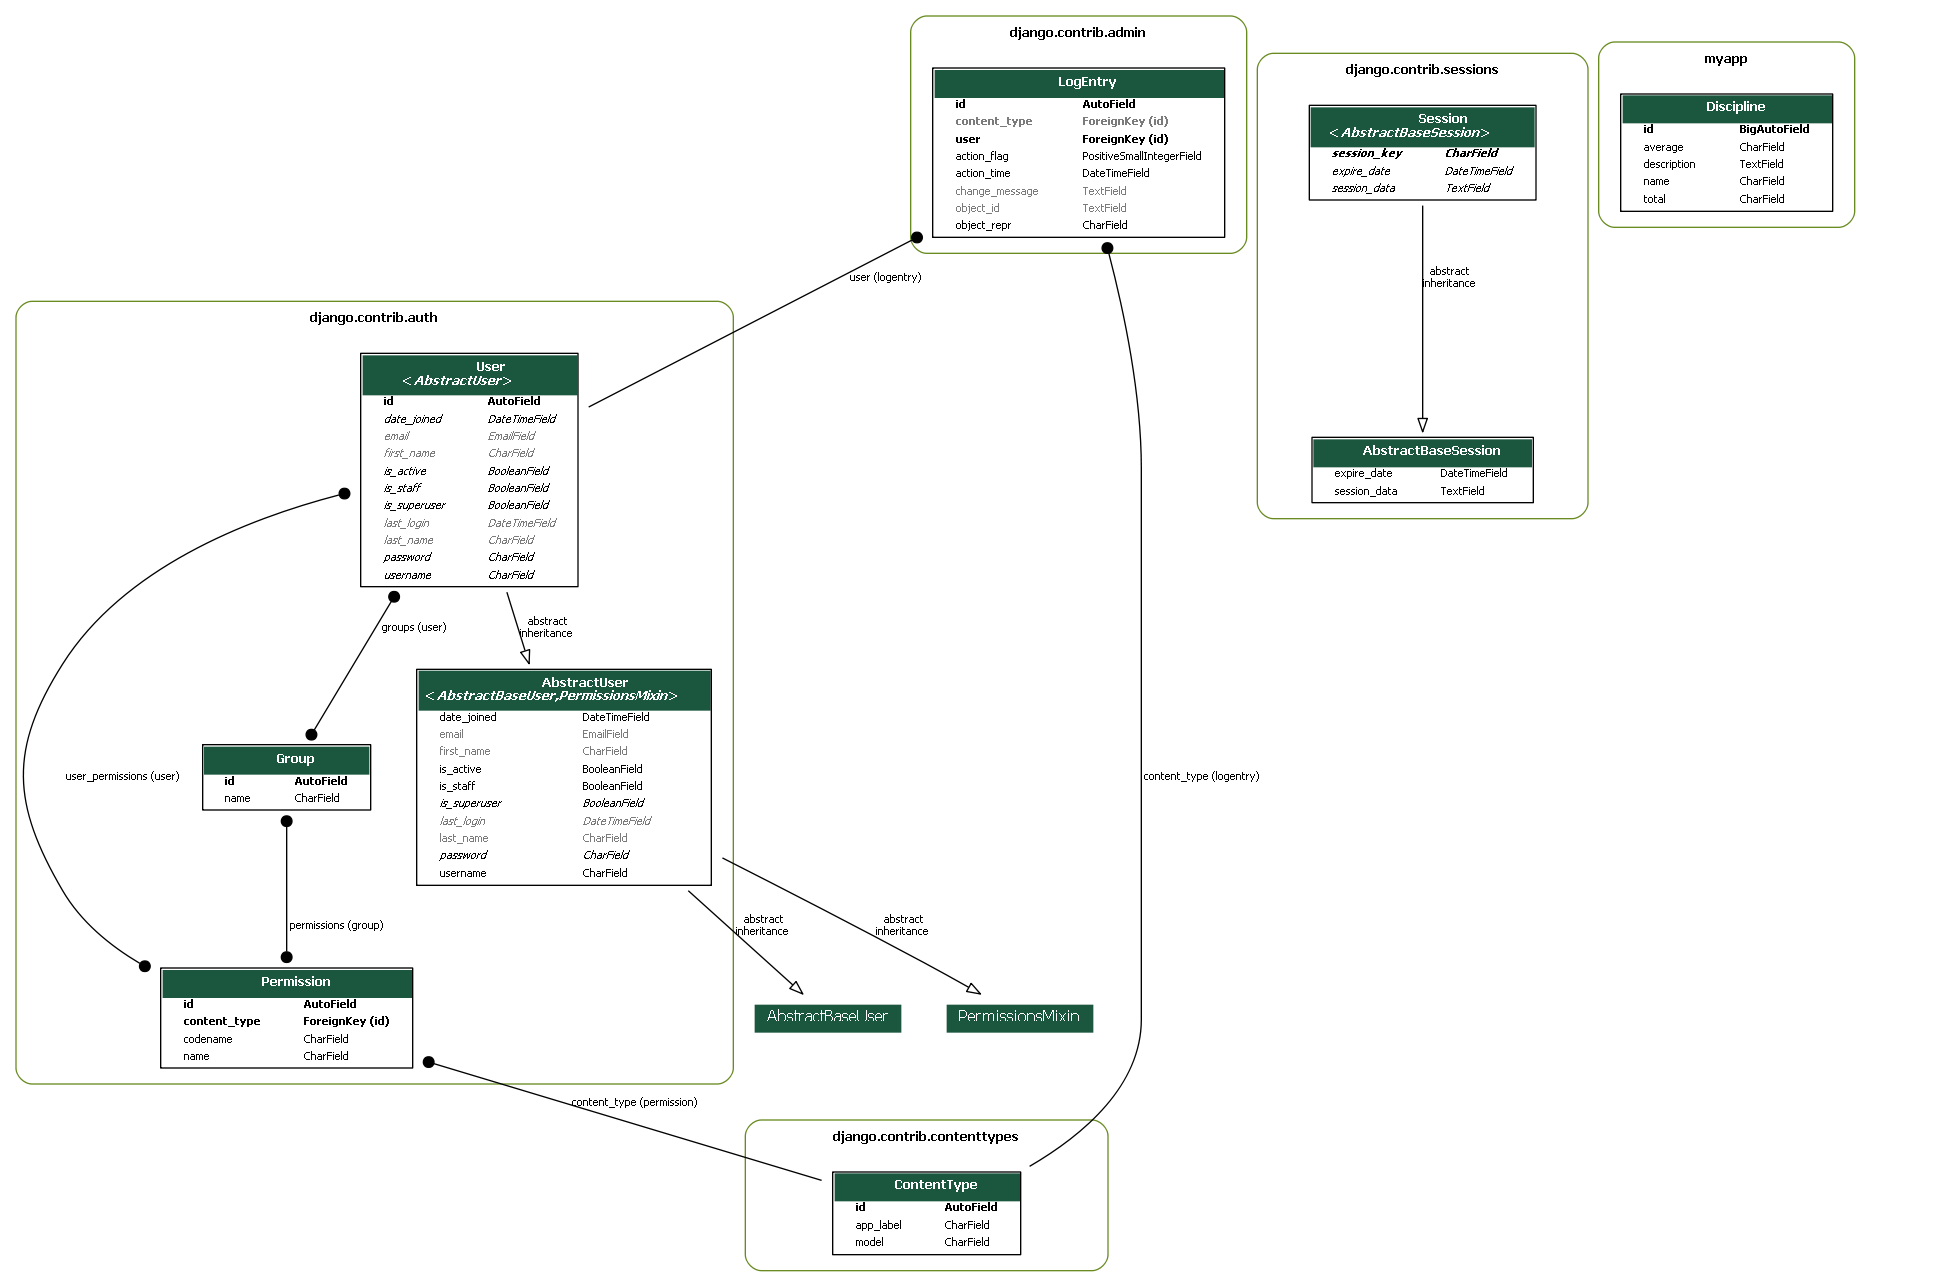 django.contrib.admin
LogEntry
id AutoField
content_type ForeignKey (id)
user ForeignKey (id)
action_flag PositiveSmallIntegerField
action_time DateTimeField
change_message TextField
object_id TextField
object_repr CharField
django.contrib.sessions
Session
<AbstractBaseSession>
session_key CharField
expire_date DateTimeField
session_data TextField
abstract
inheritance
AbstractBaseSession
expire_date DateTimeField
session_data TextField
myapp
Discipline
id BigAutoField
average CharField
description TextField
name CharField
total CharField
user (logentry)
django.contrib.auth
User
<AbstractUser>
id AutoField
date_joined DateTimeField
email EmailField
first_name CharField
is_active BooleanField
is_staff BooleanField
is_superuser BooleanField
last_login DateTimeField
last_name CharField
password CharField
username CharField
groups (user)
abstract
inheritance
AbstractUser
<AbstractBaseUser,PermissionsMixin>
date_joined DateTimeField
email EmailField
first_name CharField
is_active BooleanField
is_staff BooleanField
is_superuser BooleanField
last_login DateTimeField
last_name CharField
password CharField
username CharField
Group
id AutoField
name CharField
user_permissions (user)
content_type (logentry)
permissions (group)
abstract
inheritance
abstract
inheritance
Permission
id AutoField
content_type ForeignKey (id)
codename CharField
name CharField
AbstractBaseUser
PermissionsMixin
content_type (permission)
django.contrib.contenttypes
ContentType
id AutoField
app_label CharField
model CharField